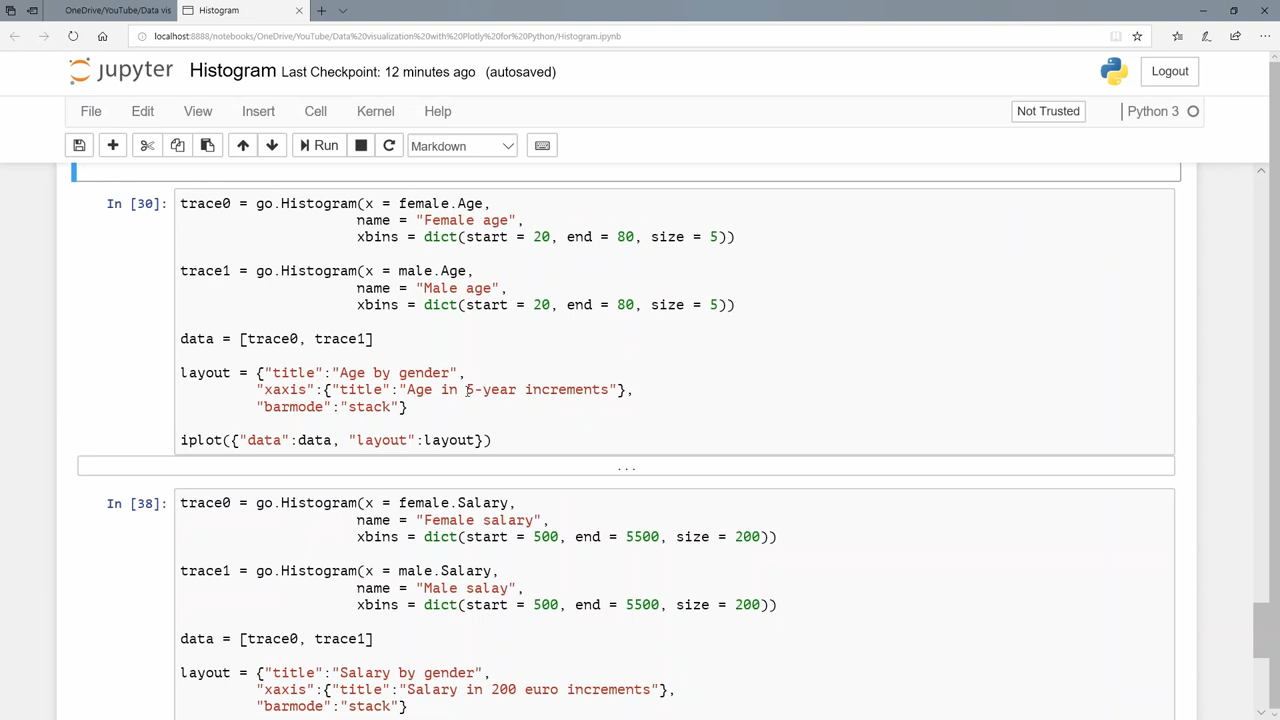 OneDrive/YouTube/Data vis
Histogram
localhost:8888/notebooks/OneDrive/YouTube/Data%20visualization%20with%20Plotly%20for%20Python/Histogram.ipynb
jupyter Histogram Last Checkpoint: 12 minutes ago (autosaved) Logout
File Edit View Insert Cell Kernel Help Not Trusted Python 3
Run Markdown
In [30]: trace0 = go.Histogram(x = female.Age,
name = "Female age",
xbins = dict(start = 20, end = 80, size = 5))
trace1 = go.Histogram(x = male.Age,
name = "Male age",
xbins = dict(start = 20, end = 80, size = 5))
data = [trace0, trace1]
layout = {"title":"Age by gender",
"xaxis":{"title":"Age in 5-year increments"},
"barmode":"stack"}
iplot({"data":data, "layout":layout})
...
In [38]: trace0 = go.Histogram(x = female.Salary,
name = "Female salary",
xbins = dict(start = 500, end = 5500, size = 200))
trace1 = go.Histogram(x = male.Salary,
name = "Male salay",
xbins = dict(start = 500, end = 5500, size = 200))
data = [trace0, trace1]
layout = {"title":"Salary by gender",
"xaxis":{"title":"Salary in 200 euro increments"},
"barmode":"stack"}